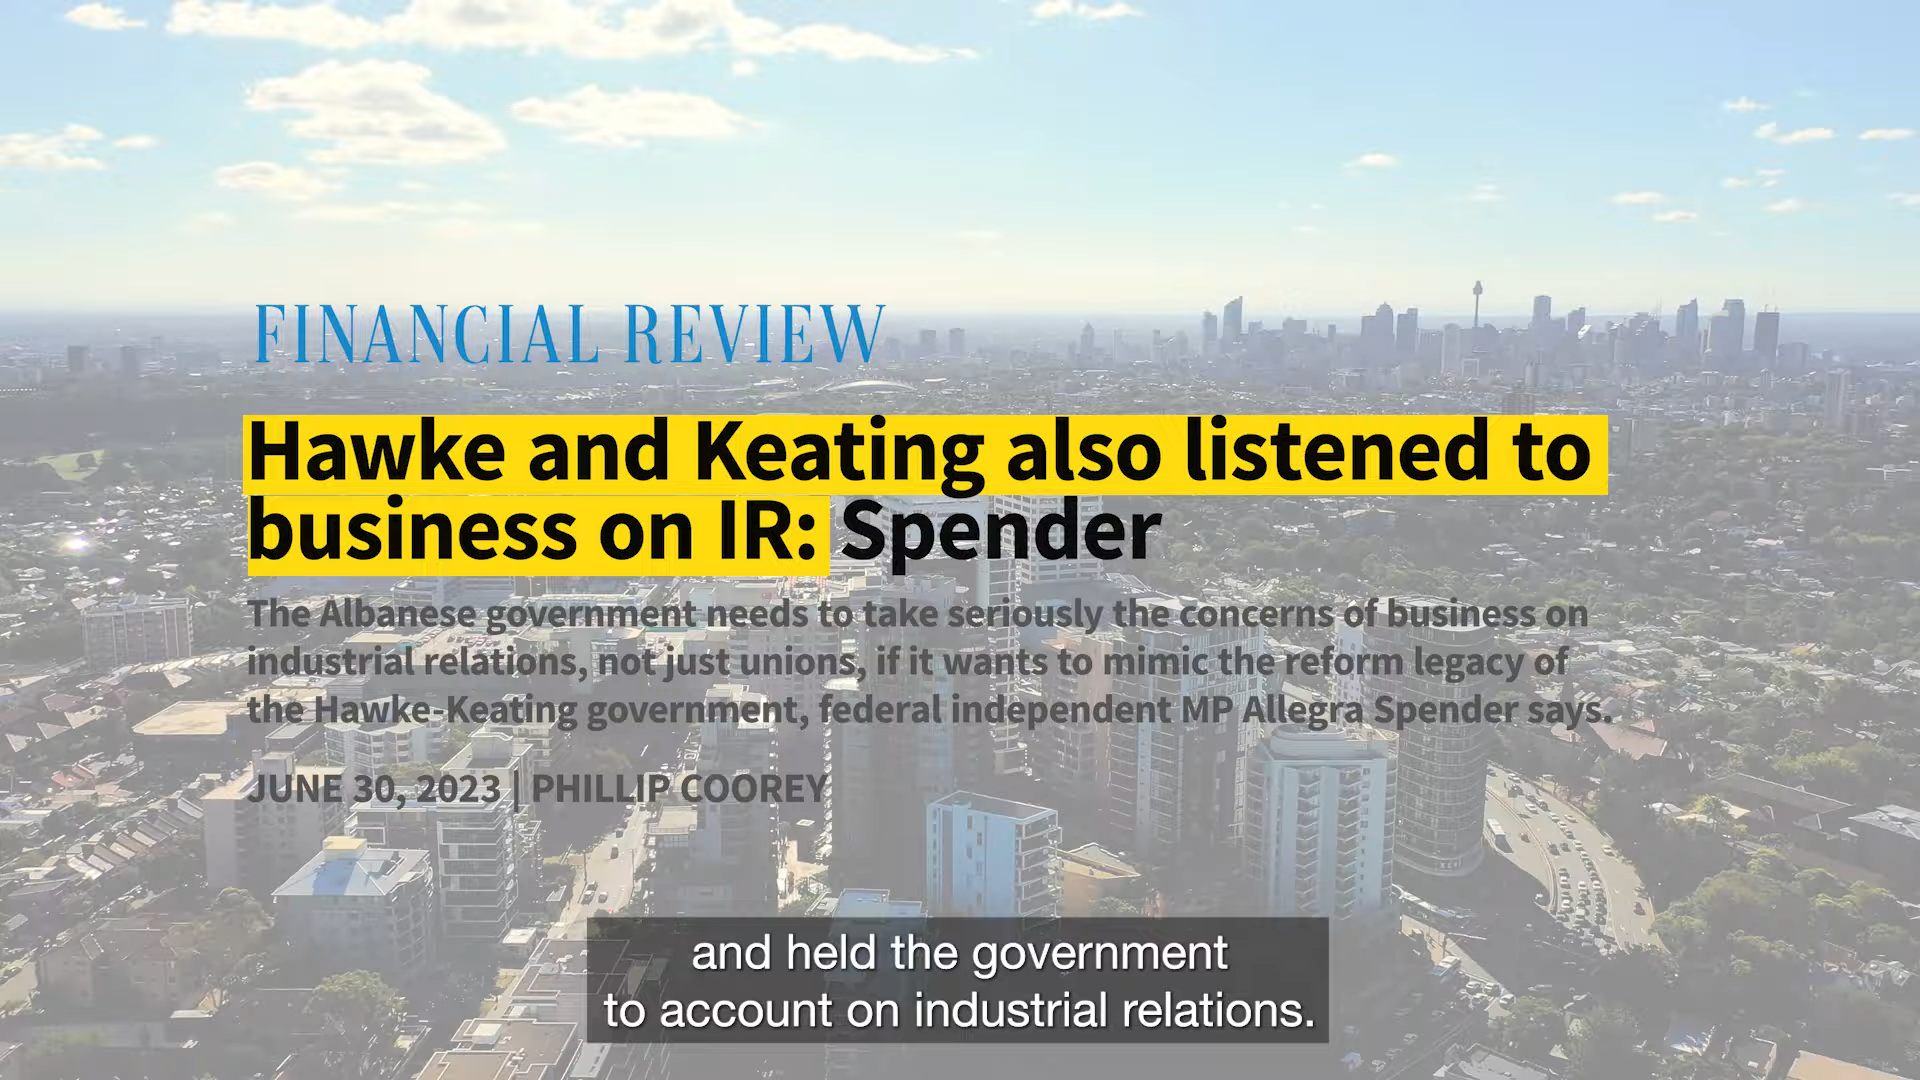 FINANCIAL REVIEW
Hawke and Keating also listened to
business on IR: Spender
The Albanese government needs to take seriously the concerns of business on
industrial relations, not just unions, if it wants to mimic the reform legacy of
the Hawke-Keating government, federal independent MP Allegra Spender says.
JUNE 30, 2023 | PHILLIP COOREY
and held the government
to account on industrial relations.